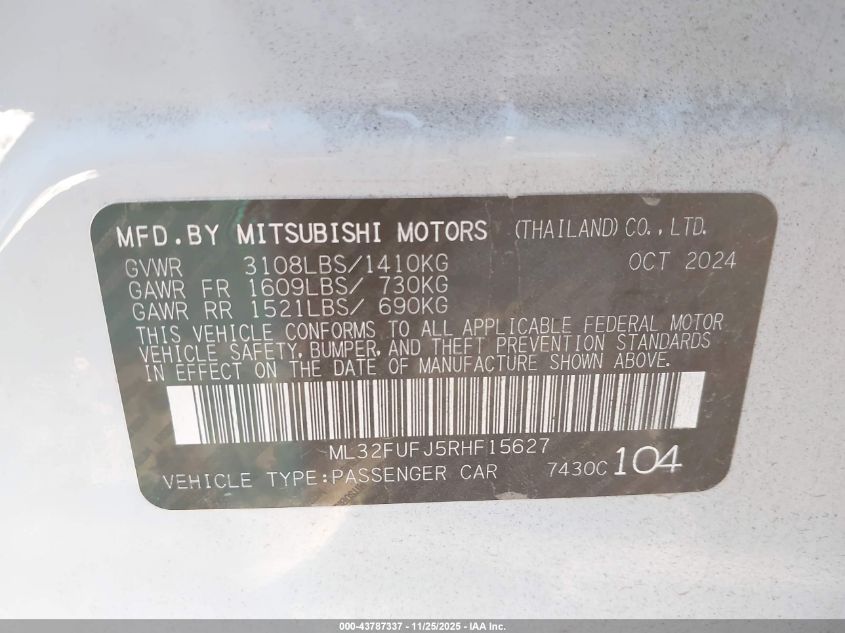 MFD.BY MITSUBISHI MOTORS (THAILAND) CO.,LTD.
GVWR 3108LBS/1410KG OCT 2024
GAWR FR 1609LBS/ 730KG
GAWR RR 1521LBS/ 690KG
THIS VEHICLE CONFORMS TO ALL APPLICABLE FEDERAL MOTOR
VEHICLE SAFETY, BUMPER, AND THEFT PREVENTION STANDARDS
IN EFFECT ON THE DATE OF MANUFACTURE SHOWN ABOVE.
ML32FUFJ5RHF15627
VEHICLE TYPE:PASSENGER CAR 7430C 104
000-43787337 - 11/25/2025 - IAA Inc.